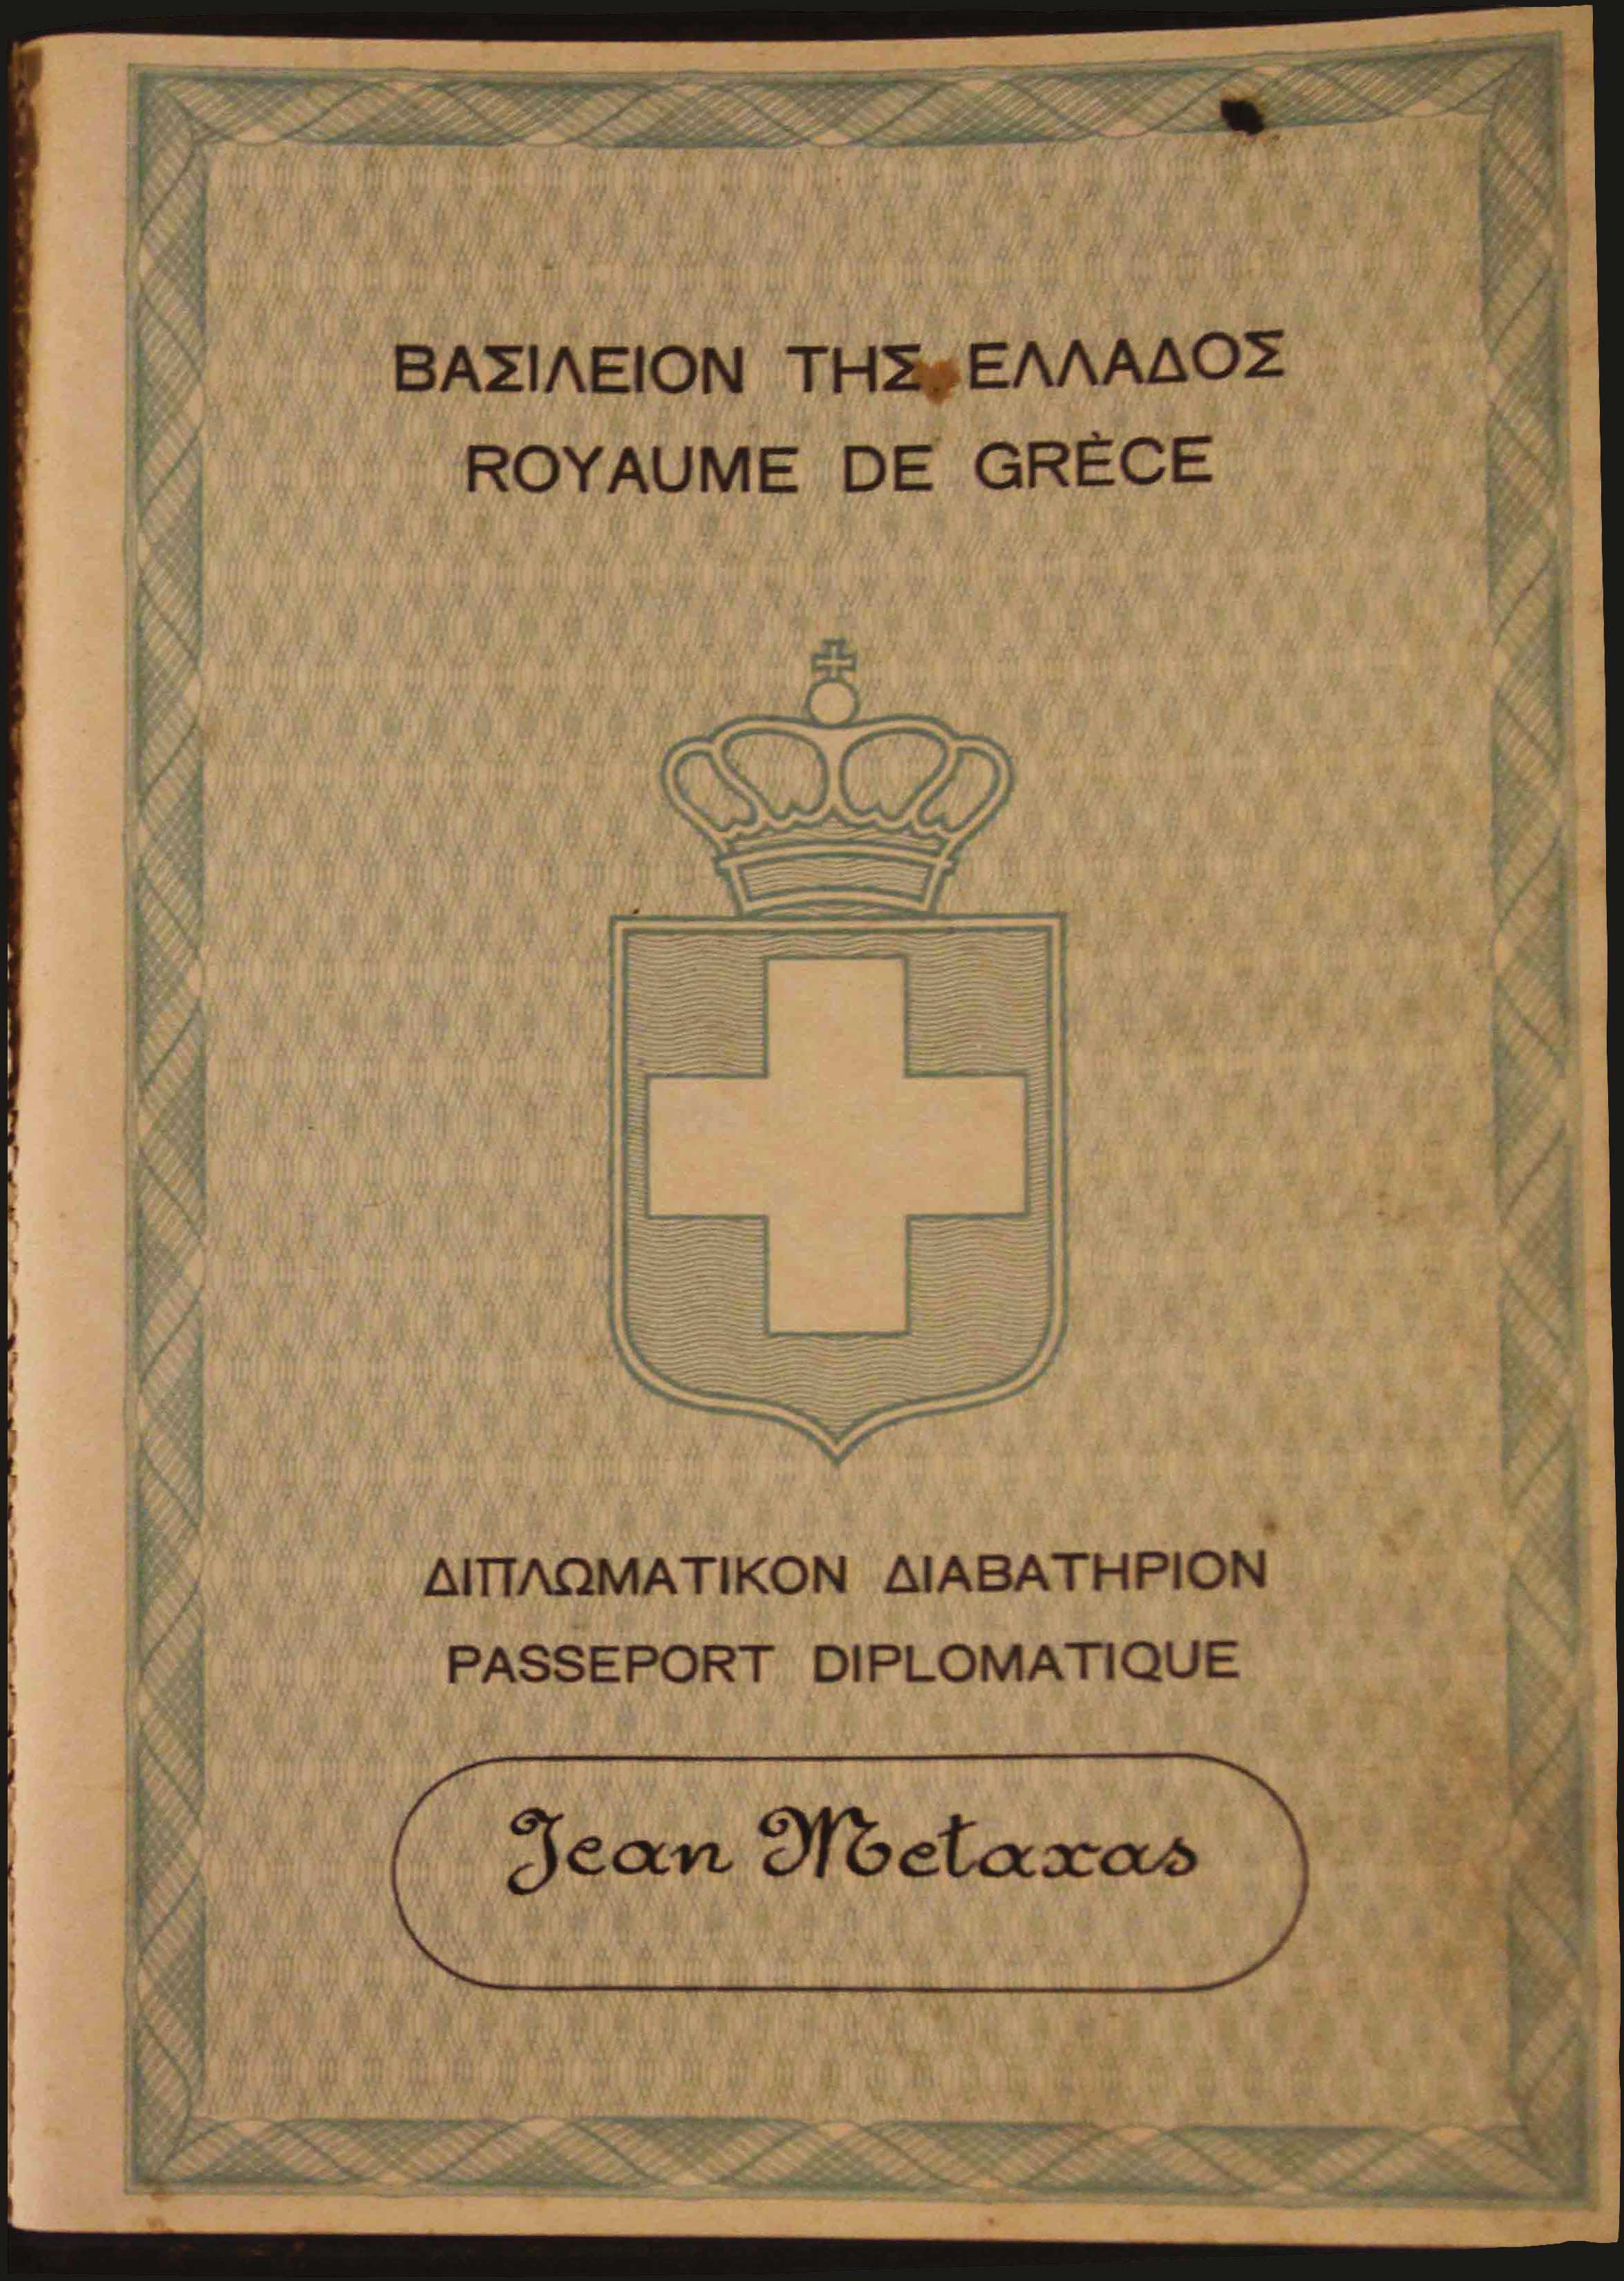 ΒΑΣΙΛΕΙΟΝ ΤΗΣ ΕΛΛΑΔΟΣ
ROYAUME DE GRÈCE
ΔΙΠΛΩΜΑΤΙΚΟΝ ΔΙΑΒΑΤΗΡΙΟΝ
PASSEPORT DIPLOMATIQUE
Jean Metaxas